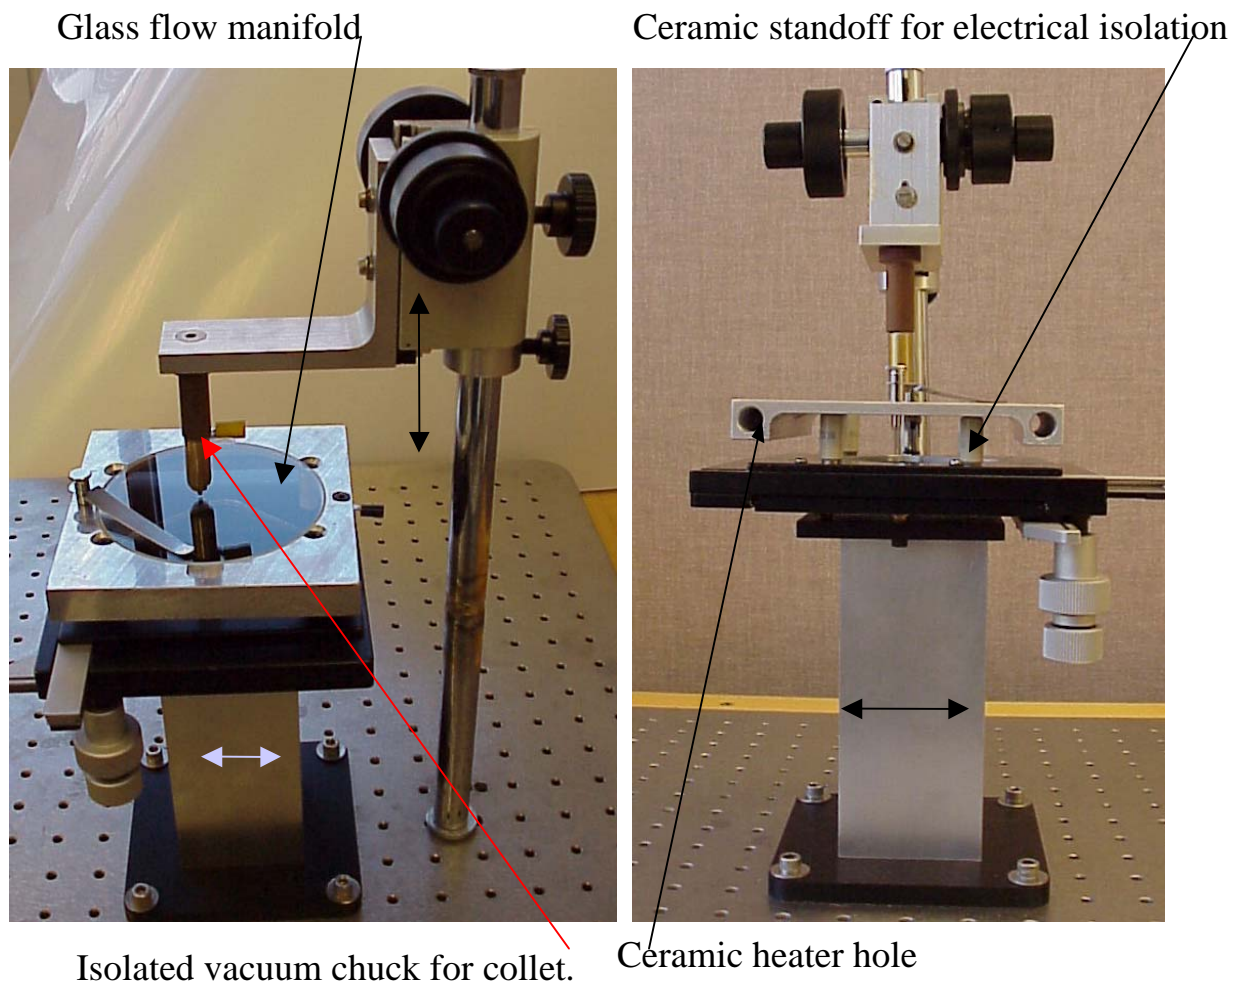 Glass flow manifold
Ceramic standoff for electrical isolation
Isolated vacuum chuck for collet.
Ceramic heater hole